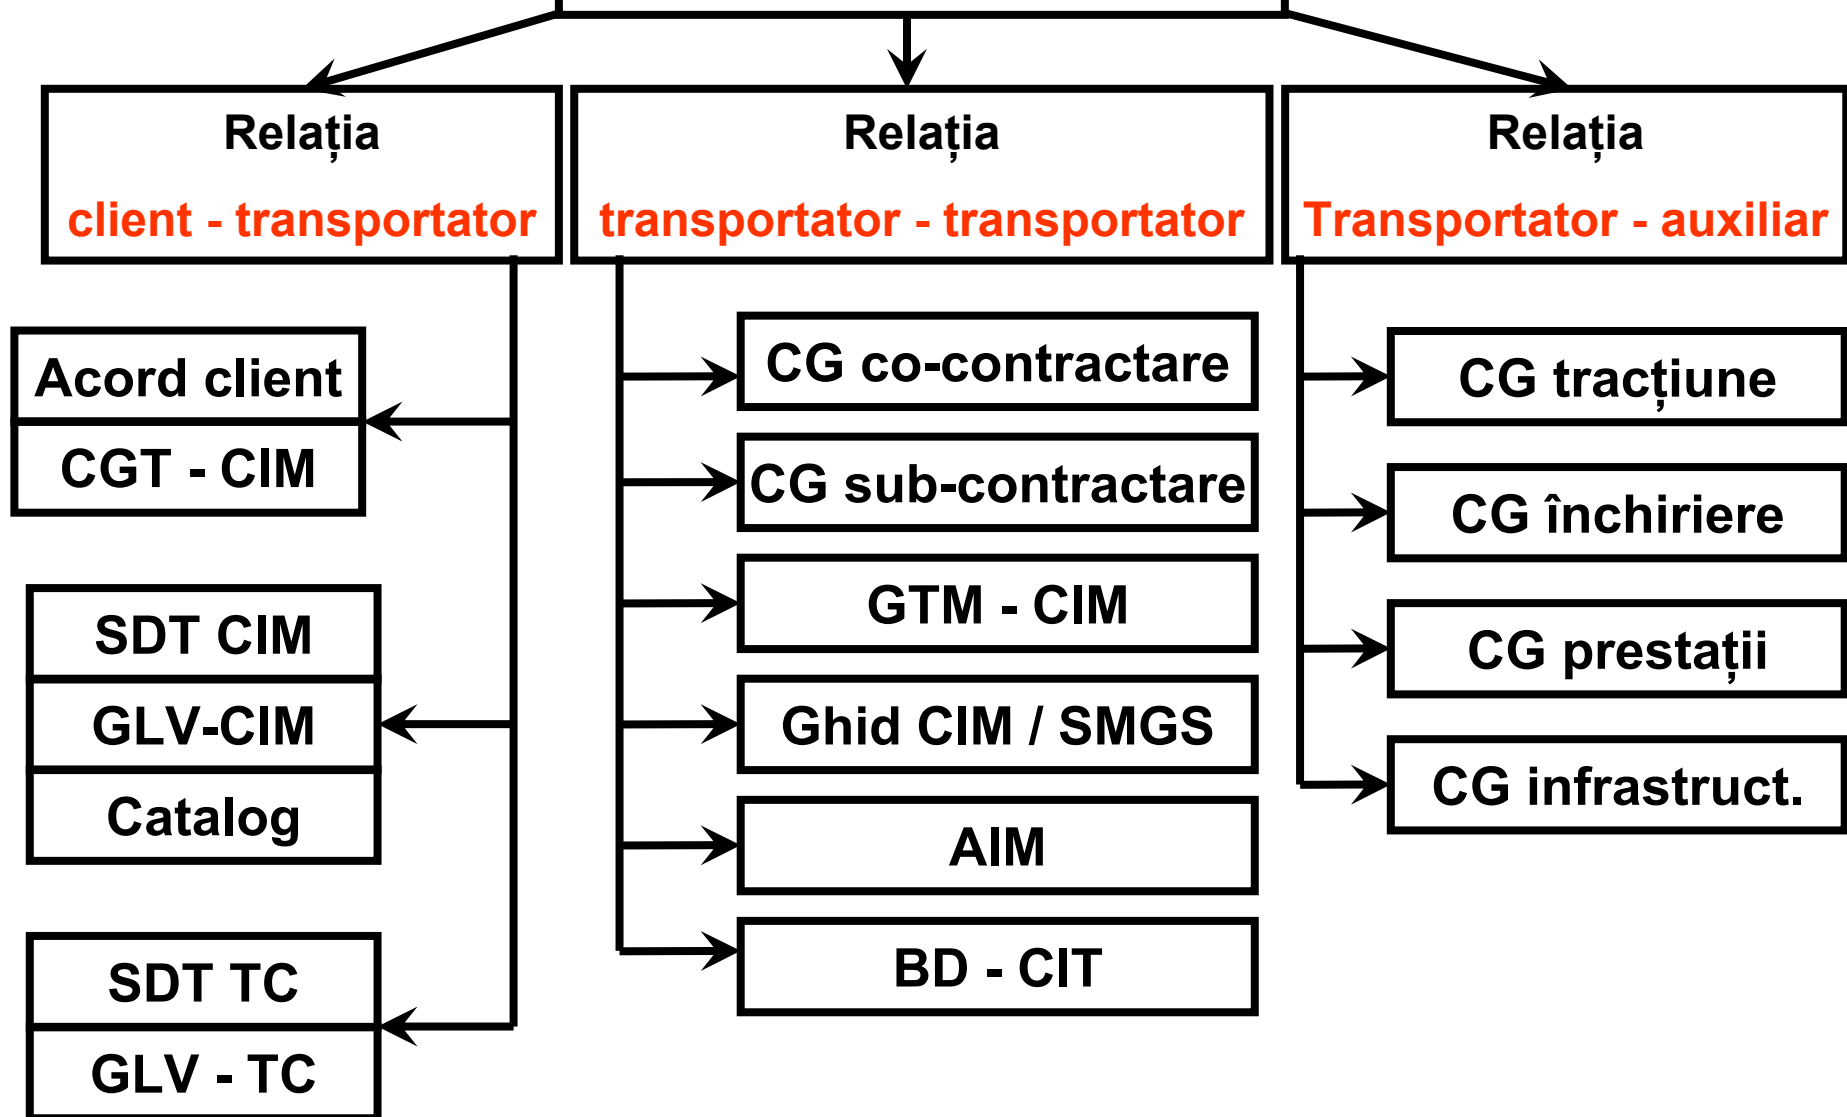 Relația
client - transportator
Relația
transportator - transportator
Relația
Transportator - auxiliar
Acord client
CGT - CIM
SDT CIM
GLV-CIM
Catalog
SDT TC
GLV - TC
CG co-contractare
CG sub-contractare
GTM - CIM
Ghid CIM / SMGS
AIM
BD - CIT
CG tracțiune
CG închiriere
CG prestații
CG infrastruct.